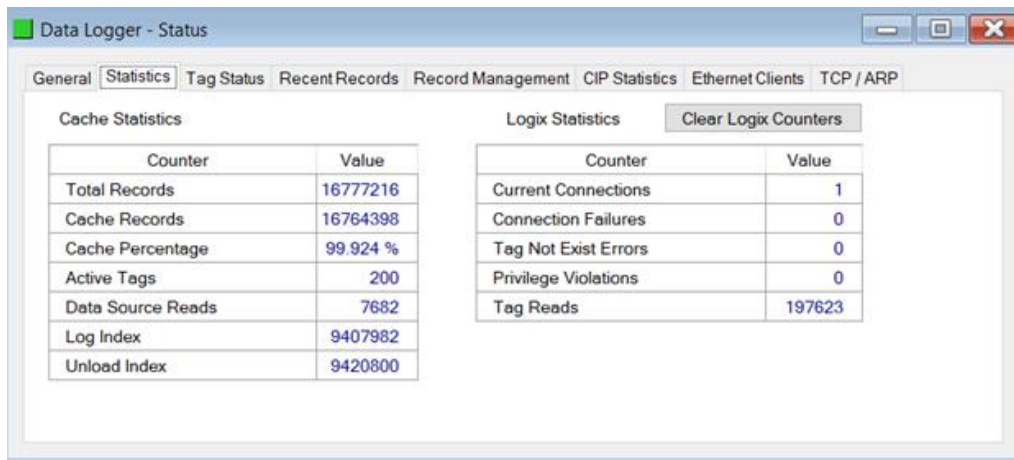 Data Logger - Status
General Statistics Tag Status Recent Records Record Management CIP Statistics Ethernet Clients TCP / ARP
Cache Statistics
Counter Value
Total Records 16777216
Cache Records 16764398
Cache Percentage 99.924 %
Active Tags 200
Data Source Reads 7682
Log Index 9407982
Unload Index 9420800
Logix Statistics Clear Logix Counters
Counter Value
Current Connections 1
Connection Failures 0
Tag Not Exist Errors 0
Privilege Violations 0
Tag Reads 197623